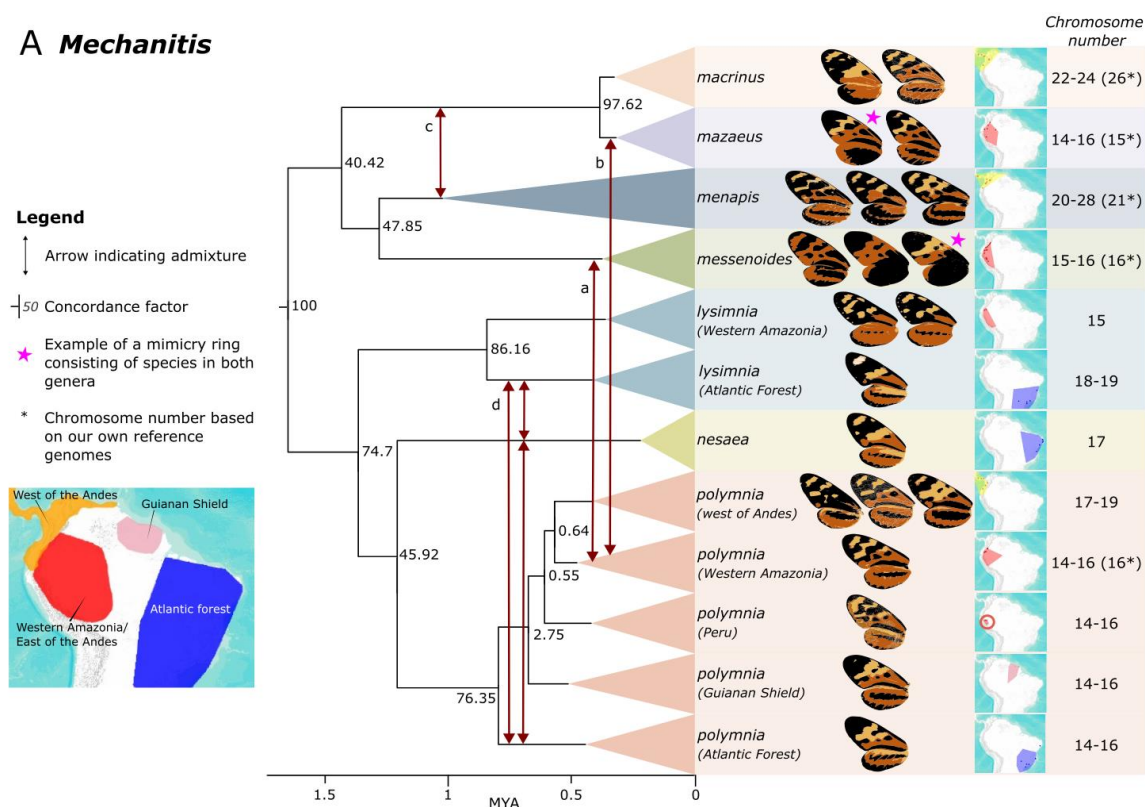 A Mechanitis
Chromosome
number
macrinus
22-24 (26*)
97.62
mazaeus
14-16 (15*)
c
b
40.42
menapis
20-28 (21*)
47.85
messenoides
15-16 (16*)
a
Legend
Arrow indicating admixture
50 Concordance factor
Example of a mimicry ring
consisting of species in both
genera
* Chromosome number based
on our own reference
genomes
100
lysimnia
(Western Amazonia)
15
86.16
lysimnia
(Atlantic Forest)
18-19
d
74.7
nesaea
17
polymnia
(west of Andes)
17-19
0.64
45.92
polymnia
(Western Amazonia)
14-16 (16*)
0.55
polymnia
(Peru)
14-16
2.75
polymnia
(Guianan Shield)
14-16
76.35
polymnia
(Atlantic Forest)
14-16
West of the Andes
Guianan Shield
Atlantic forest
Western Amazonia/
East of the Andes
1.5
1
0.5
0
MYA